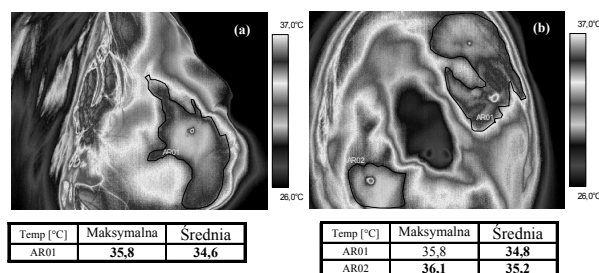 (a)
37,0°C
AR01
26,0°C
Temp [°C] Maksymalna Średnia
AR01 35,8 34,6
(b)
37,0°C
AR01
AR02
26,0°C
Temp [°C] Maksymalna Średnia
AR01 35,8 34,8
AR02 36,1 35,2